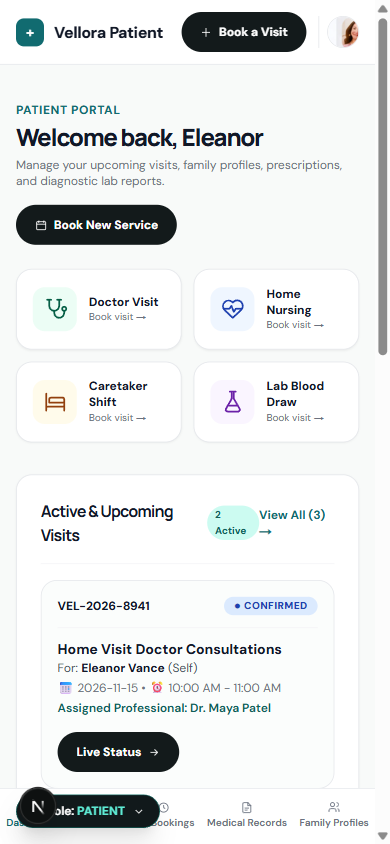 + Vellora Patient
+ Book a Visit
PATIENT PORTAL
Welcome back, Eleanor
Manage your upcoming visits, family profiles, prescriptions,
and diagnostic lab reports.
Book New Service
Doctor Visit
Book visit →
Home
Nursing
Book visit →
Caretaker
Shift
Book visit →
Lab Blood
Draw
Book visit →
Active & Upcoming
Visits
2
Active
View All (3)
→
VEL-2026-8941
● CONFIRMED
Home Visit Doctor Consultations
For: Eleanor Vance (Self)
📅 2026-11-15 • ⏰ 10:00 AM - 11:00 AM
Assigned Professional: Dr. Maya Patel
Live Status →
N
PATIENT
Medical Records
Family Profiles